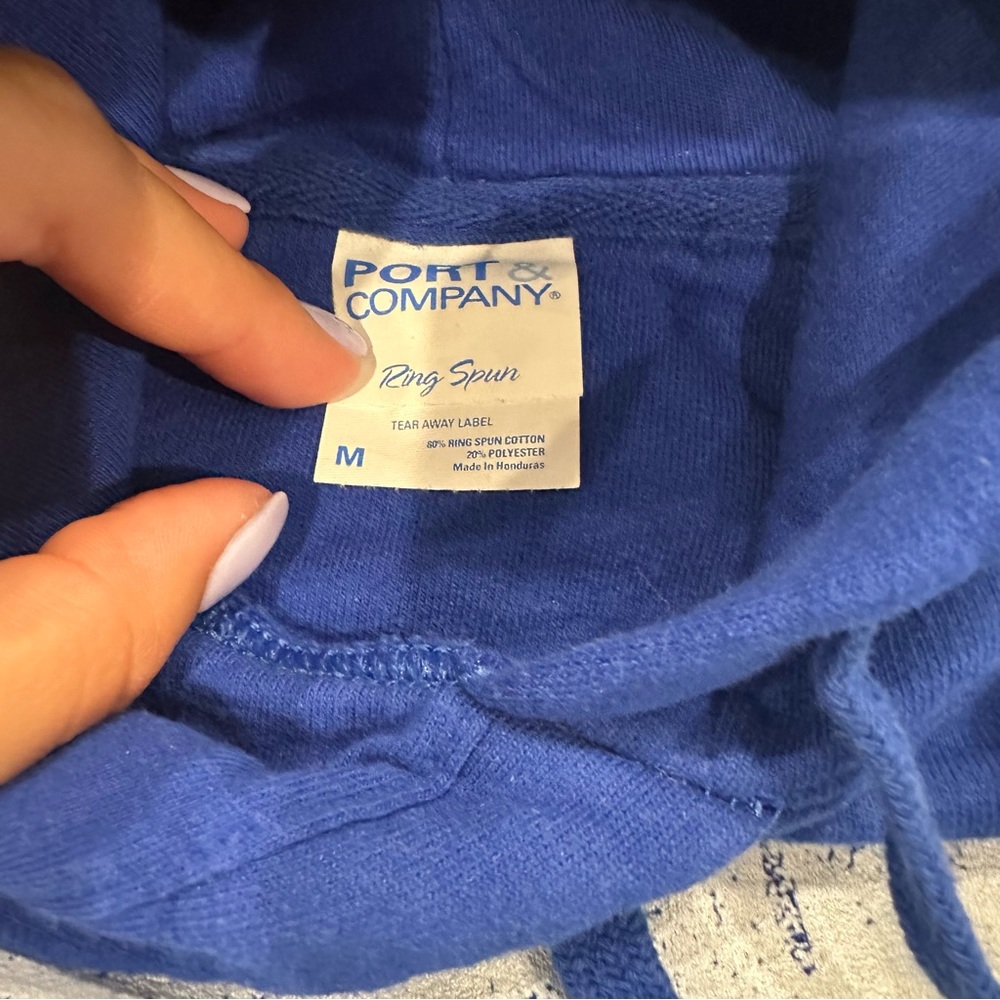 PORT &
COMPANY®
Ring Spun
TEAR AWAY LABEL
M
80% RING SPUN COTTON
20% POLYESTER
Made In Honduras